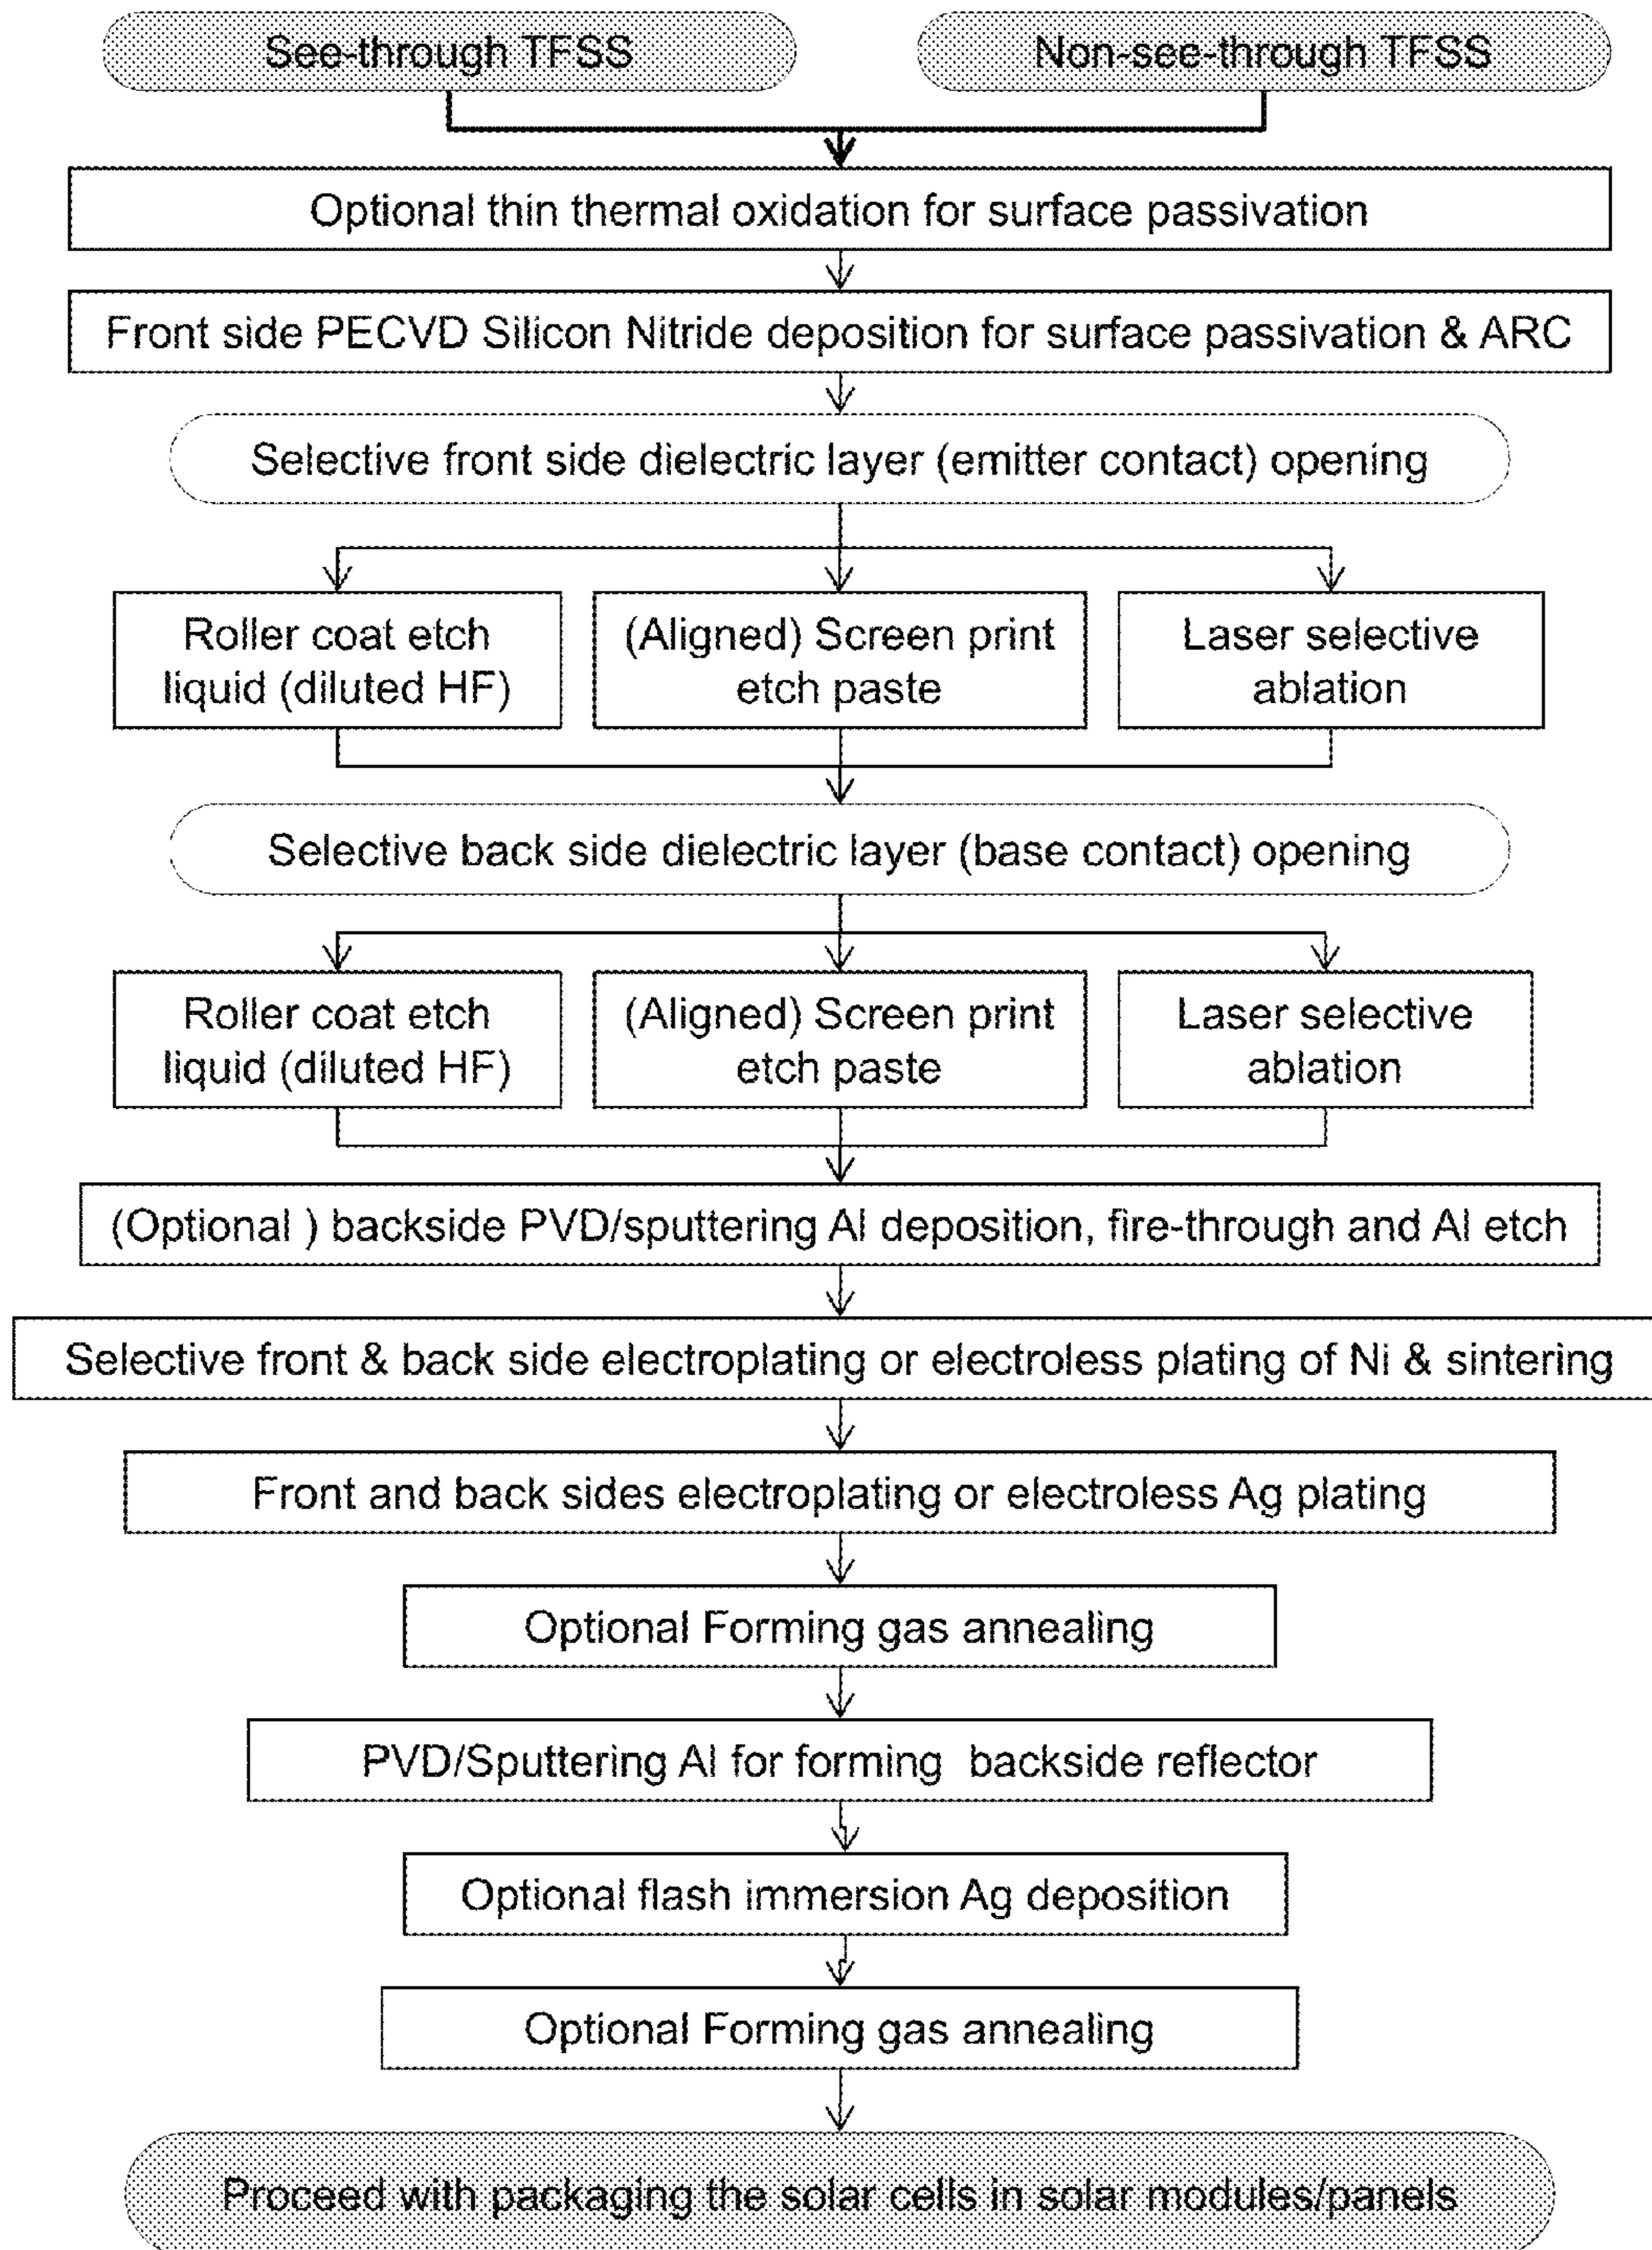 See-through TFSS
Non-see-through TFSS
Optional thin thermal oxidation for surface passivation
Front side PECVD Silicon Nitride deposition for surface passivation & ARC
Selective front side dielectric layer (emitter contact) opening
Roller coat etch
liquid (diluted HF)
(Aligned) Screen print
etch paste
Laser selective
ablation
Selective back side dielectric layer (base contact) opening
Roller coat etch
liquid (diluted HF)
(Aligned) Screen print
etch paste
Laser selective
ablation
(Optional ) backside PVD/sputtering Al deposition, fire-through and Al etch
Selective front & back side electroplating or electroless plating of Ni & sintering
Front and back sides electroplating or electroless Ag plating
Optional Forming gas annealing
PVD/Sputtering Al for forming  backside reflector
Optional flash immersion Ag deposition
Optional Forming gas annealing
Proceed with packaging the solar cells in solar modules/panels